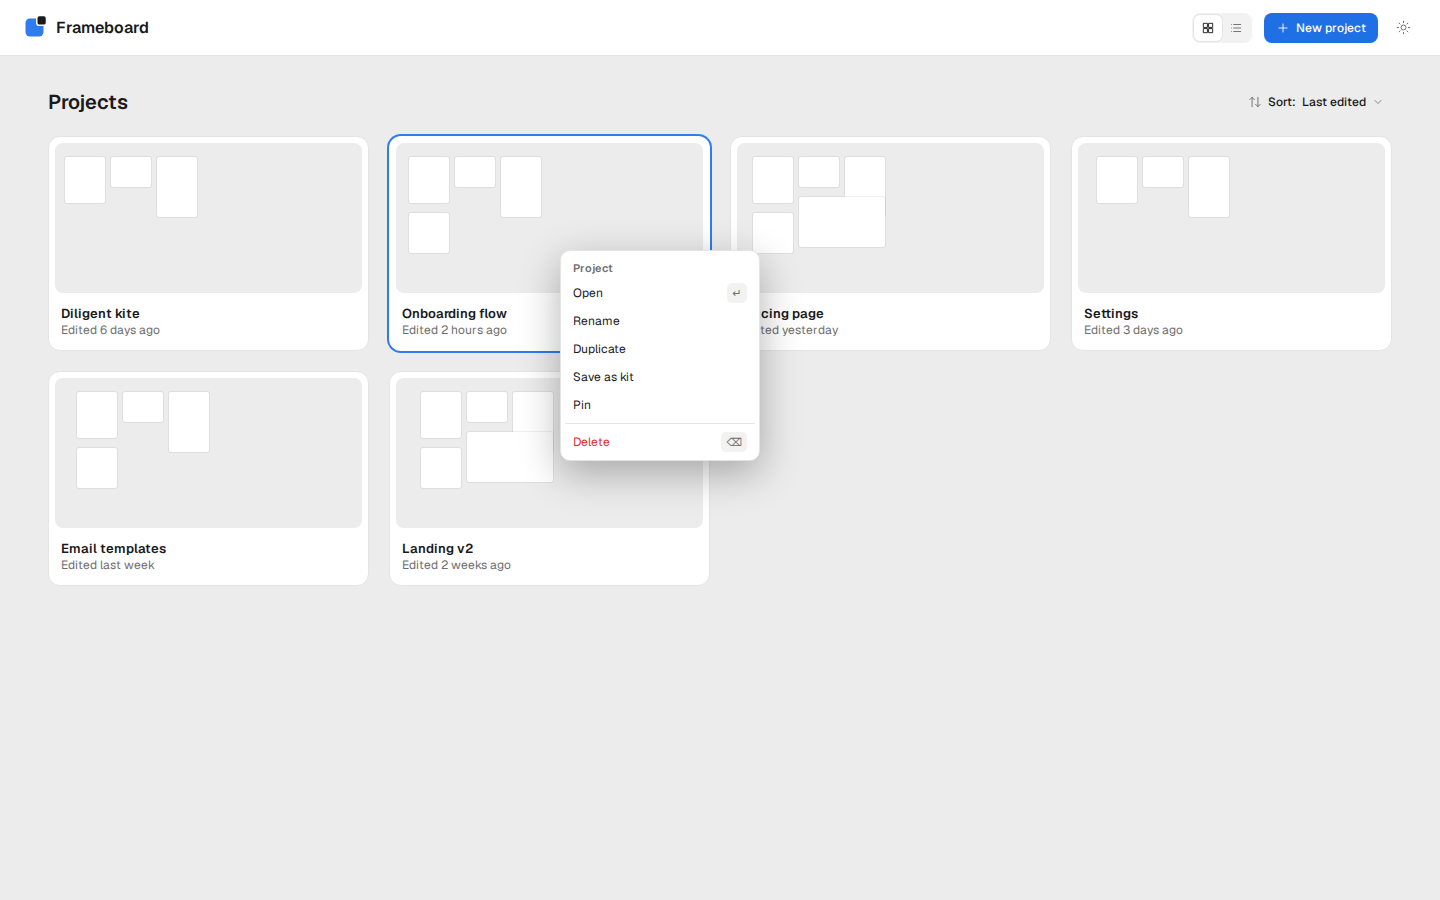 Frameboard
New project
Projects
Sort: Last edited
Diligent kite
Edited 6 days ago
Onboarding flow
Edited 2 hours ago
cing page
ted yesterday
Settings
Edited 3 days ago
Project
Open ↵
Rename
Duplicate
Save as kit
Pin
Delete ⌫
Email templates
Edited last week
Landing v2
Edited 2 weeks ago